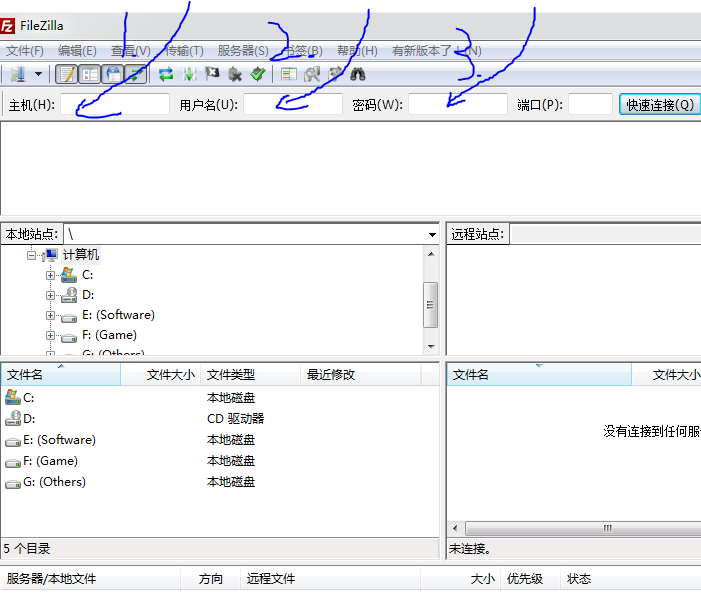 FileZilla
1. 2. 3.
文件(F) 编辑(E) 查看(V) 传输(T) 服务器(S) 书签(B) 帮助(H) 有新版本了!(N)
主机(H): 用户名(U): 密码(W): 端口(P): 快速连接(Q)
本地站点: \ 远程站点:
计算机
C:
D:
E: (Software)
F: (Game)
G: (Others)
文件名 文件大小 文件类型 最近修改 文件名 文件大小
C: 本地磁盘
D: CD 驱动器
没有连接到任何服
E: (Software) 本地磁盘
F: (Game) 本地磁盘
G: (Others) 本地磁盘
5 个目录 未连接。
服务器/本地文件 方向 远程文件 大小 优先级 状态